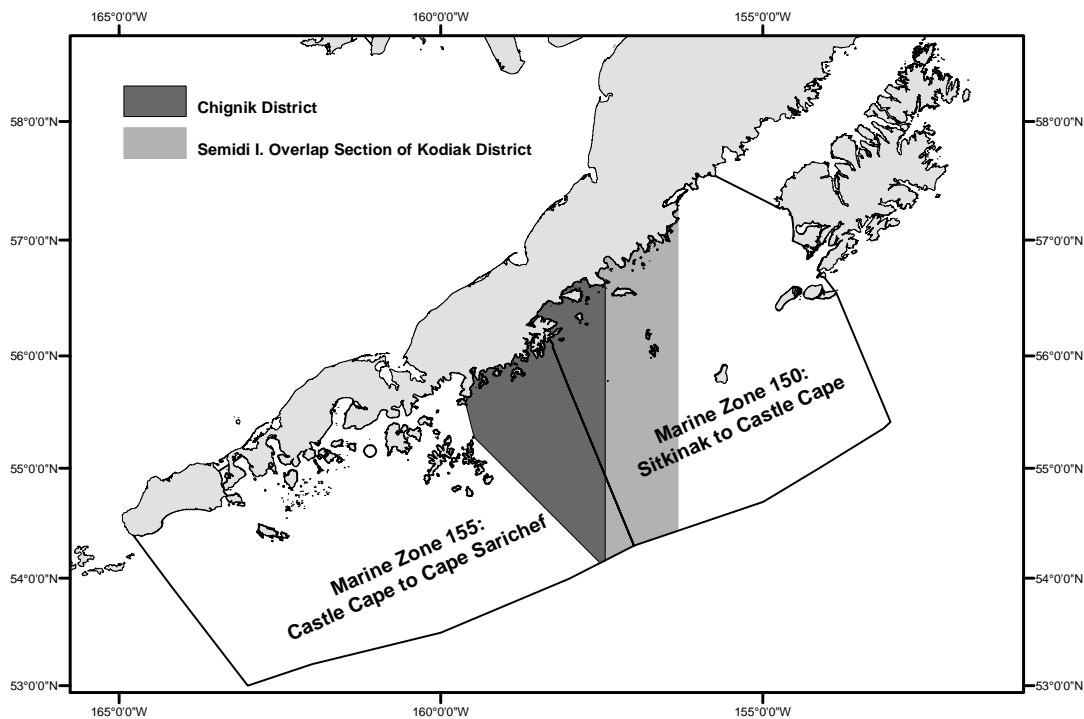 165°0'0"W 160°0'0"W 155°0'0"W
Chignik District
Semidi I. Overlap Section of Kodiak District
58°0'0"N 58°0'0"N
57°0'0"N 57°0'0"N
56°0'0"N 56°0'0"N
Marine Zone 150:
Sitkinak to Castle Cape
55°0'0"N 55°0'0"N
Marine Zone 155:
Castle Cape to Cape Sarichef
54°0'0"N 54°0'0"N
53°0'0"N 53°0'0"N
165°0'0"W 160°0'0"W 155°0'0"W